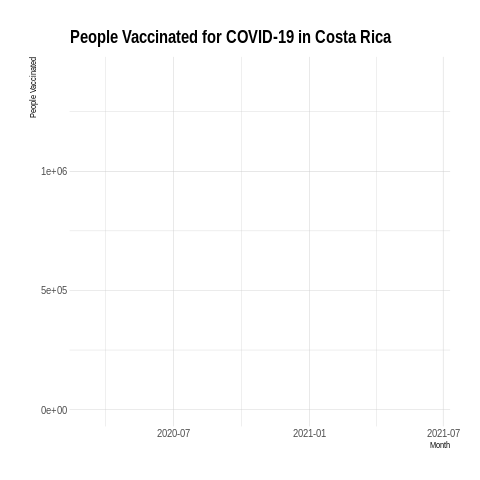 People Vaccinated for COVID-19 in Costa Rica
People Vaccinated
1e+06
5e+05
0e+00
2020-07 2021-01 2021-07
Month